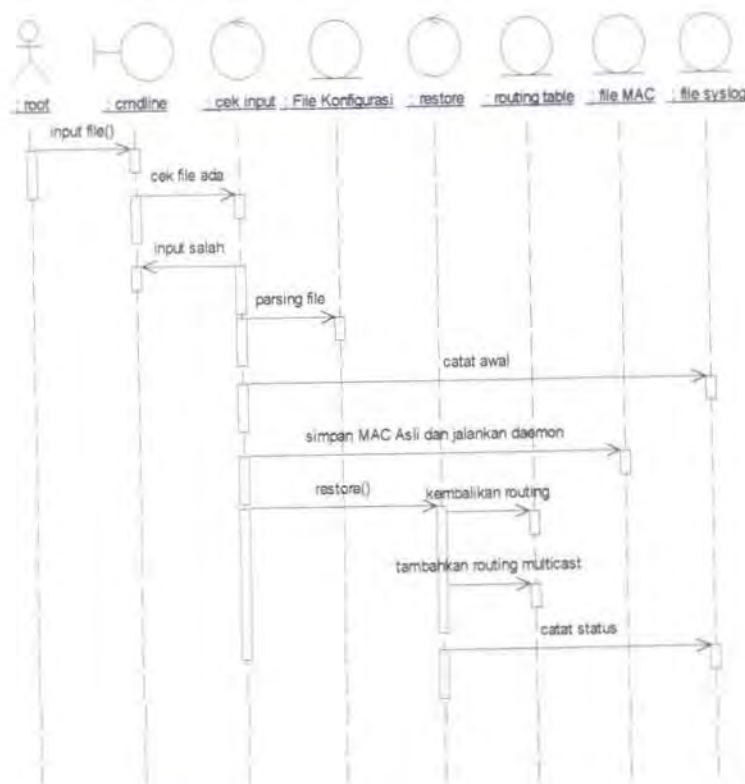 : root
: cmdline
: cek input
: File Konfigurasi
: restore
: routing table
: file MAC
: file syslog
input file()
cek file ada
input salah
parsing file
catat awal
simpan MAC Asli dan jalankan daemon
restore()
kembalikan routing
tambahkan routing multicast
catat status